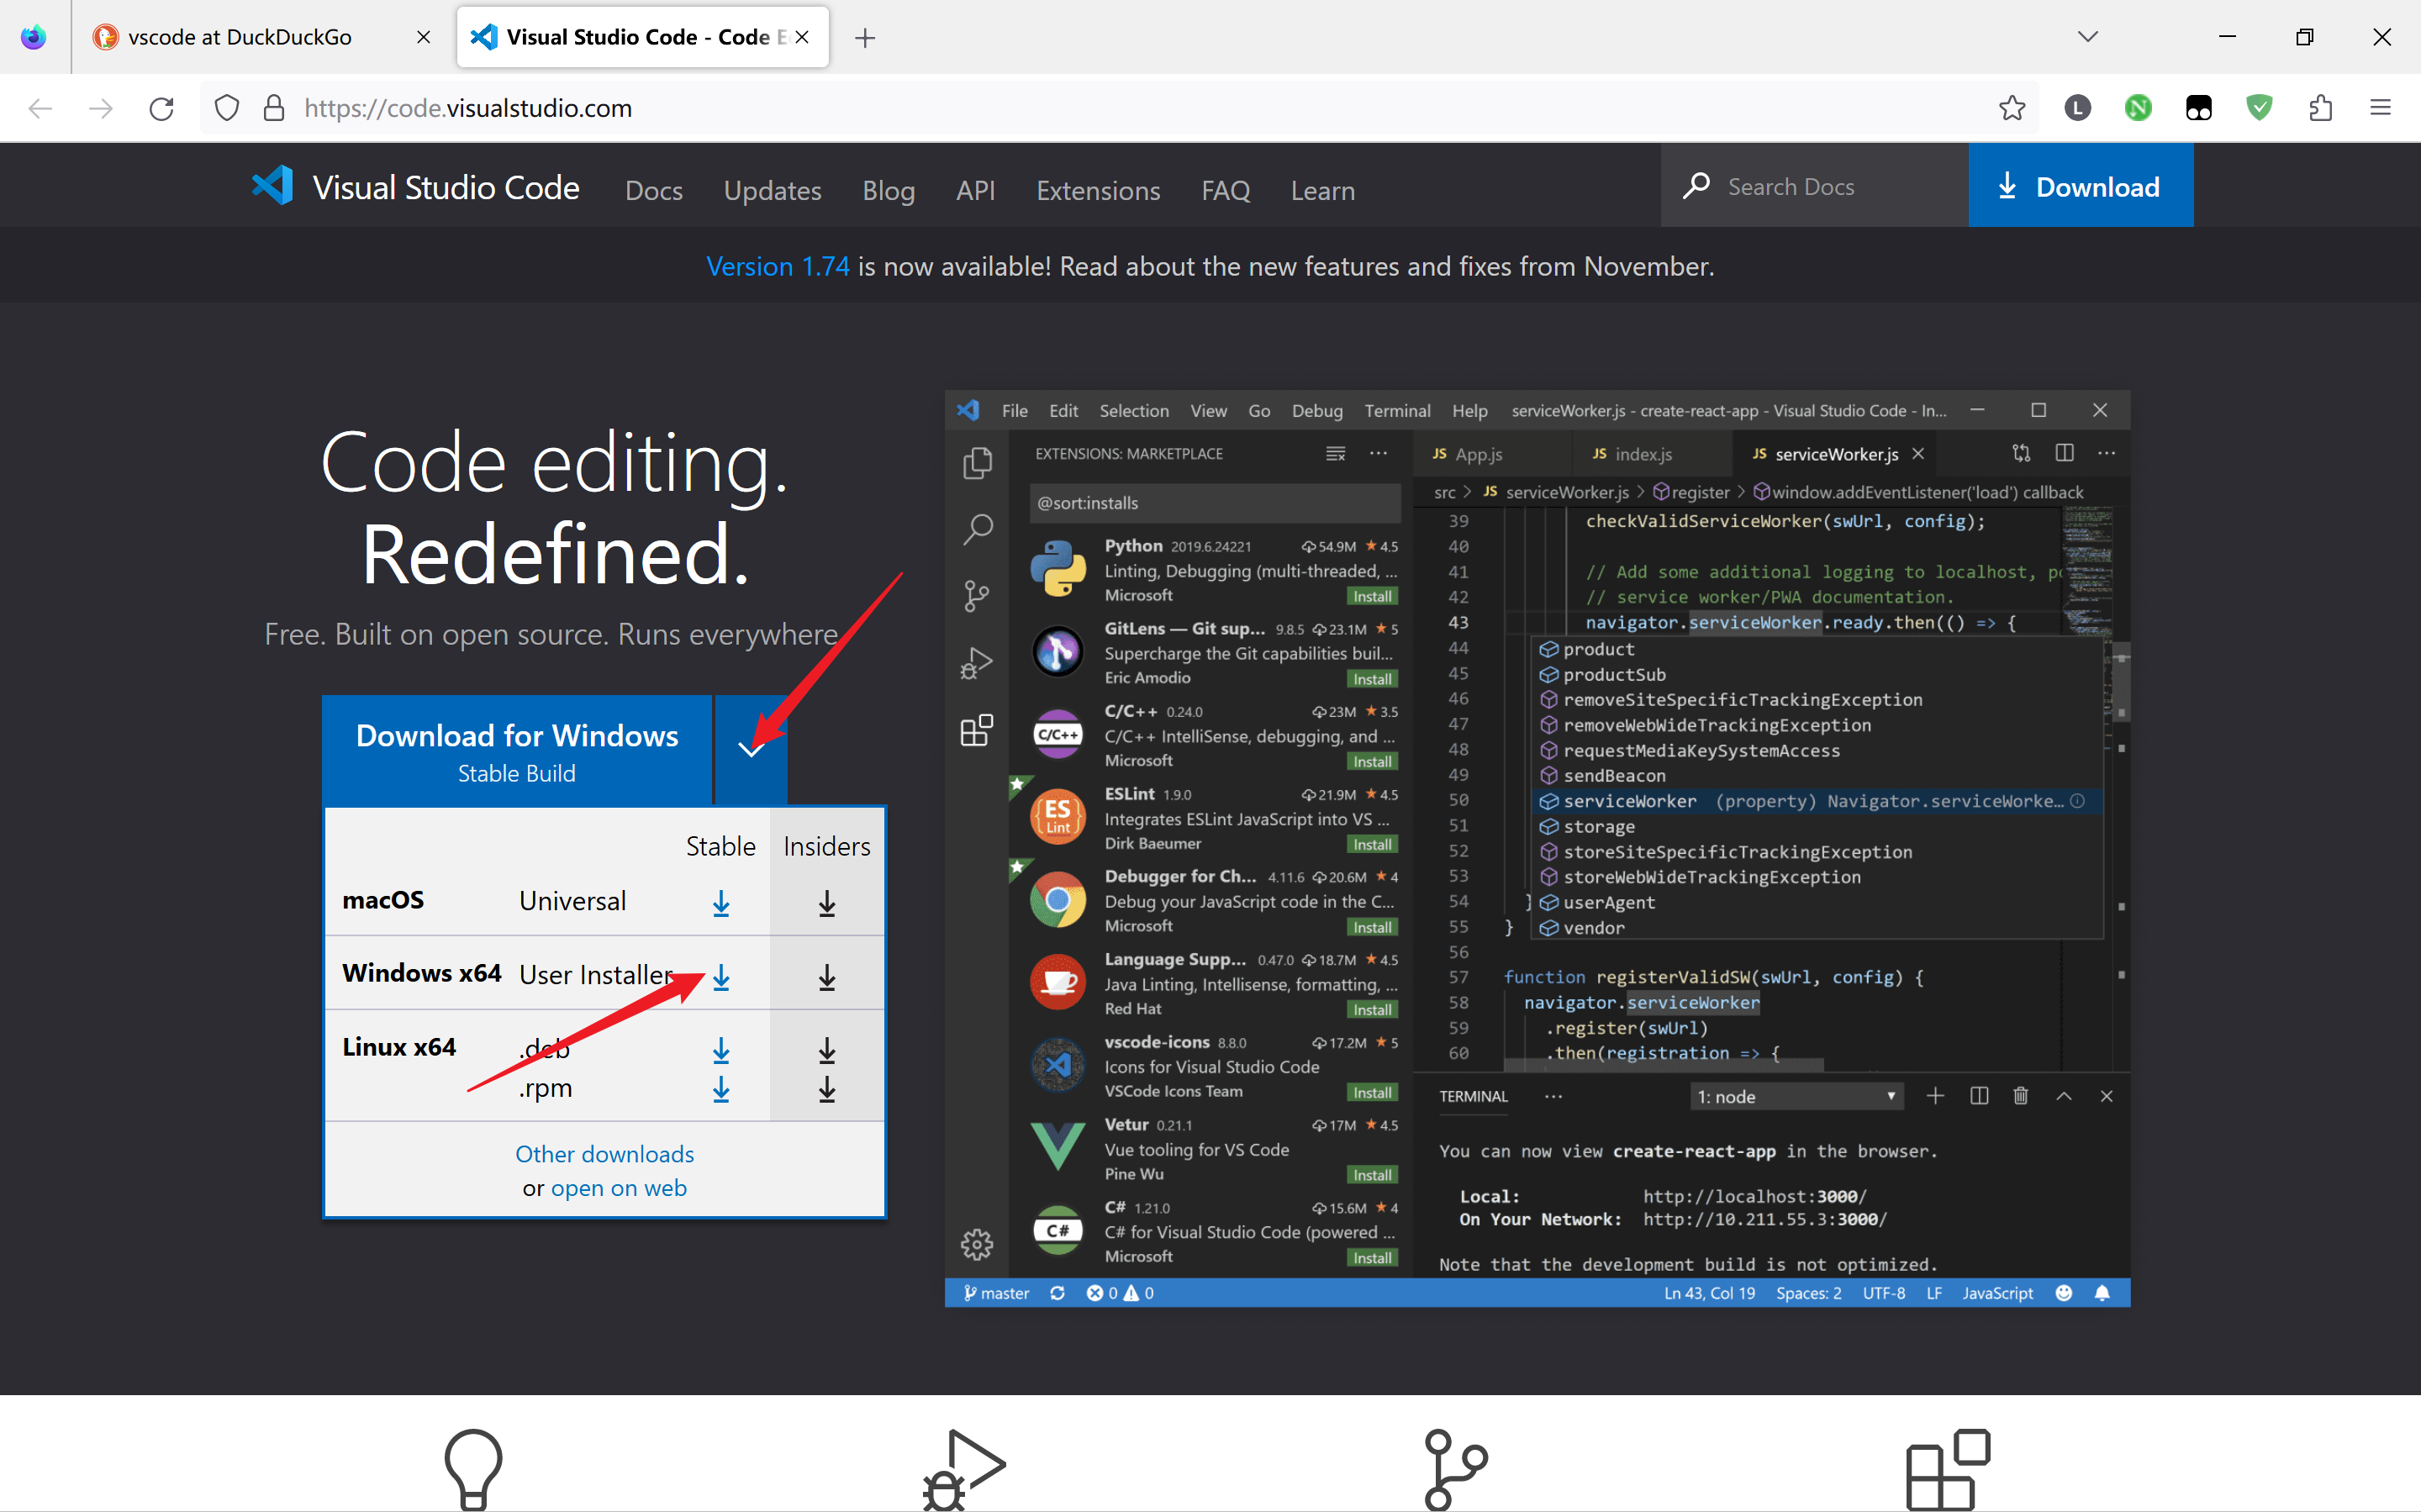 vscode at DuckDuckGo
Visual Studio Code - Code E
https://code.visualstudio.com
L
N
Visual Studio Code
Docs
Updates
Blog
API
Extensions
FAQ
Learn
Search Docs
Download
Version 1.74 is now available! Read about the new features and fixes from November.
Code editing.
Redefined.
Free. Built on open source. Runs everywhere
Download for Windows
Stable Build
Stable Insiders
macOS Universal
Windows x64 User Installer
Linux x64 .deb
.rpm
Other downloads
or open on web
File Edit Selection View Go Debug Terminal Help serviceWorker.js - create-react-app - Visual Studio Code - In...
EXTENSIONS: MARKETPLACE
@sort:installs
Python 2019.6.24221 54.9M 4.5
Linting, Debugging (multi-threaded, ...
Microsoft Install
GitLens — Git sup... 9.8.5 23.1M 5
Supercharge the Git capabilities buil...
Eric Amodio Install
C/C++
C/C++ 0.24.0 23M 3.5
C/C++ IntelliSense, debugging, and ...
Microsoft Install
ES
Lint
ESLint 1.9.0 21.9M 4.5
Integrates ESLint JavaScript into VS ...
Dirk Baeumer Install
Debugger for Ch... 4.11.6 20.6M 4
Debug your JavaScript code in the C...
Microsoft Install
Language Supp... 0.47.0 18.7M 4.5
Java Linting, Intellisense, formatting, ...
Red Hat Install
vscode-icons 8.8.0 17.2M 5
Icons for Visual Studio Code
VSCode Icons Team Install
Vetur 0.21.1 17M 4.5
Vue tooling for VS Code
Pine Wu Install
C#
C# 1.21.0 15.6M 4
C# for Visual Studio Code (powered ...
Microsoft Install
JS App.js JS index.js JS serviceWorker.js
src > JS serviceWorker.js > register > window.addEventListener('load') callback
39 checkValidServiceWorker(swUrl, config);
40
41 // Add some additional logging to localhost, po
42 // service worker/PWA documentation.
43 navigator.serviceWorker.ready.then(() => {
44 product
45 productSub
46 removeSiteSpecificTrackingException
47 removeWebWideTrackingException
48 requestMediaKeySystemAccess
49 sendBeacon
50 serviceWorker (property) Navigator.serviceWorke...
51 storage
52 storeSiteSpecificTrackingException
53 storeWebWideTrackingException
54 } userAgent
55 } vendor
56
57 function registerValidSW(swUrl, config) {
58 navigator.serviceWorker
59 .register(swUrl)
60 .then(registration => {
TERMINAL ... 1: node
You can now view create-react-app in the browser.
Local: http://localhost:3000/
On Your Network: http://10.211.55.3:3000/
Note that the development build is not optimized.
master 0 0 Ln 43, Col 19 Spaces: 2 UTF-8 LF JavaScript